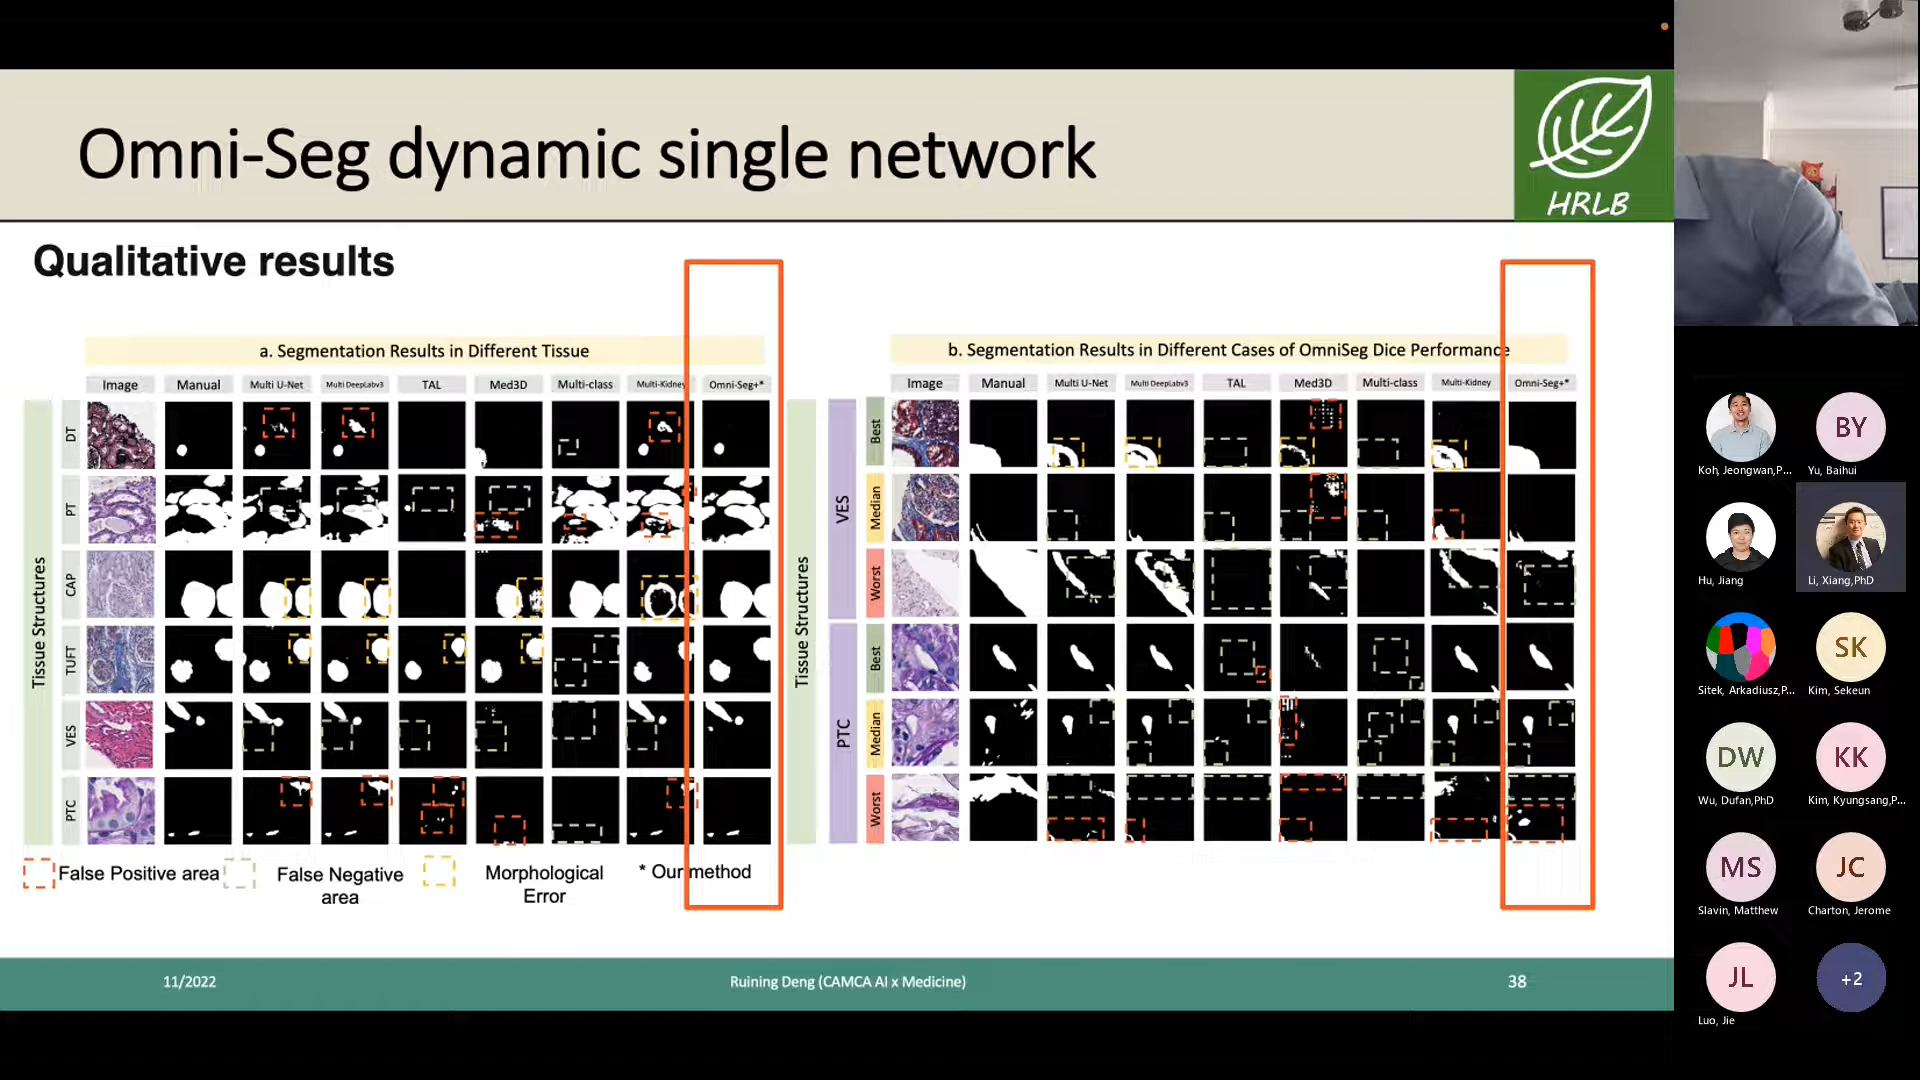 Omni-Seg dynamic single network
HRLB
Qualitative results
a. Segmentation Results in Different Tissue
Image Manual Multi U-Net Multi DeepLabv3 TAL Med3D Multi-class Multi-Kidney Omni-Seg+*
Tissue Structures
DT
PT
CAP
TUFT
VES
PTC
False Positive area
False Negative
area
Morphological
Error
* Our method
b. Segmentation Results in Different Cases of OmniSeg Dice Performance
Image Manual Multi U-Net Multi DeepLabv3 TAL Med3D Multi-class Multi-Kidney Omni-Seg+*
Tissue Structures
VES
Best
Median
Worst
PTC
Best
Median
Worst
11/2022
Ruining Deng (CAMCA AI x Medicine)
38
Koh, Jeongwan,P...
BY
Yu, Baihui
Hu, Jiang
Li, Xiang,PhD
Sitek, Arkadiusz,P...
SK
Kim, Sekeun
DW
Wu, Dufan,PhD
KK
Kim, Kyungsang,P...
MS
Slavin, Matthew
JC
Charton, Jerome
JL
Luo, Jie
+2